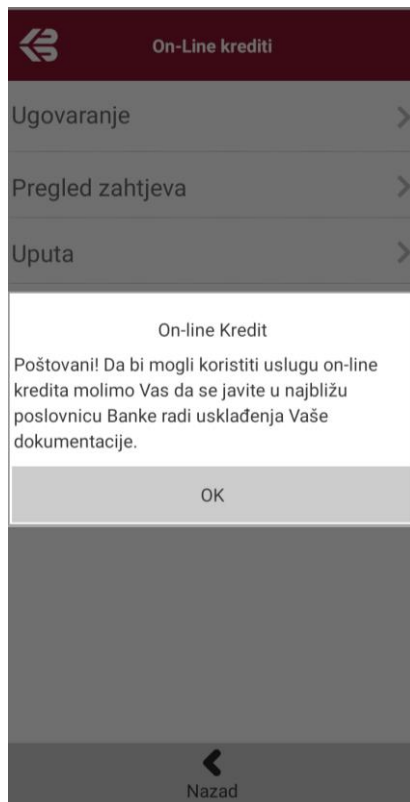 On-Line krediti
Ugovaranje
Pregled zahtjeva
Uputa
On-line Kredit
Poštovani! Da bi mogli koristiti uslugu on-line
kredita molimo Vas da se javite u najbližu
poslovnicu Banke radi usklađenja Vaše
dokumentacije.
OK
Nazad